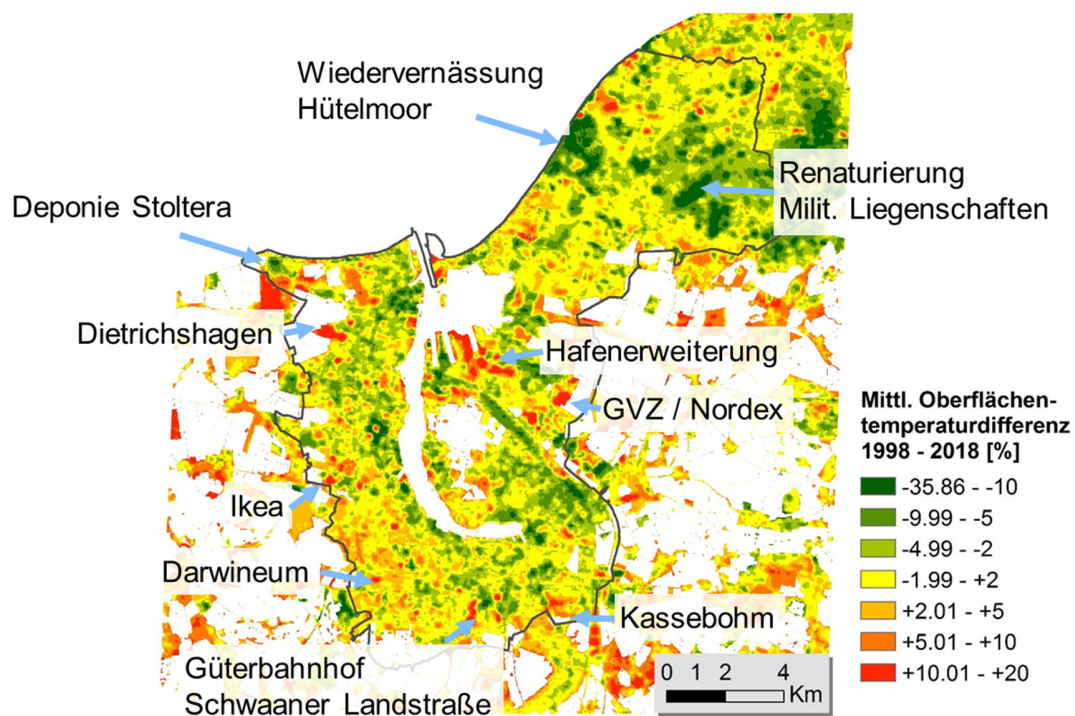 Wiedervernässung
Hütelmoor
Renaturierung
Milit. Liegenschaften
Deponie Stoltera
Dietrichshagen
Hafenerweiterung
GVZ / Nordex
Ikea
Darwineum
Kassebohm
Güterbahnhof
Schwaaner Landstraße
0 1 2 4
Km
Mittl. Oberflächen-
temperaturdifferenz
1998 - 2018 [%]
-35.86 - -10
-9.99 - -5
-4.99 - -2
-1.99 - +2
+2.01 - +5
+5.01 - +10
+10.01 - +20